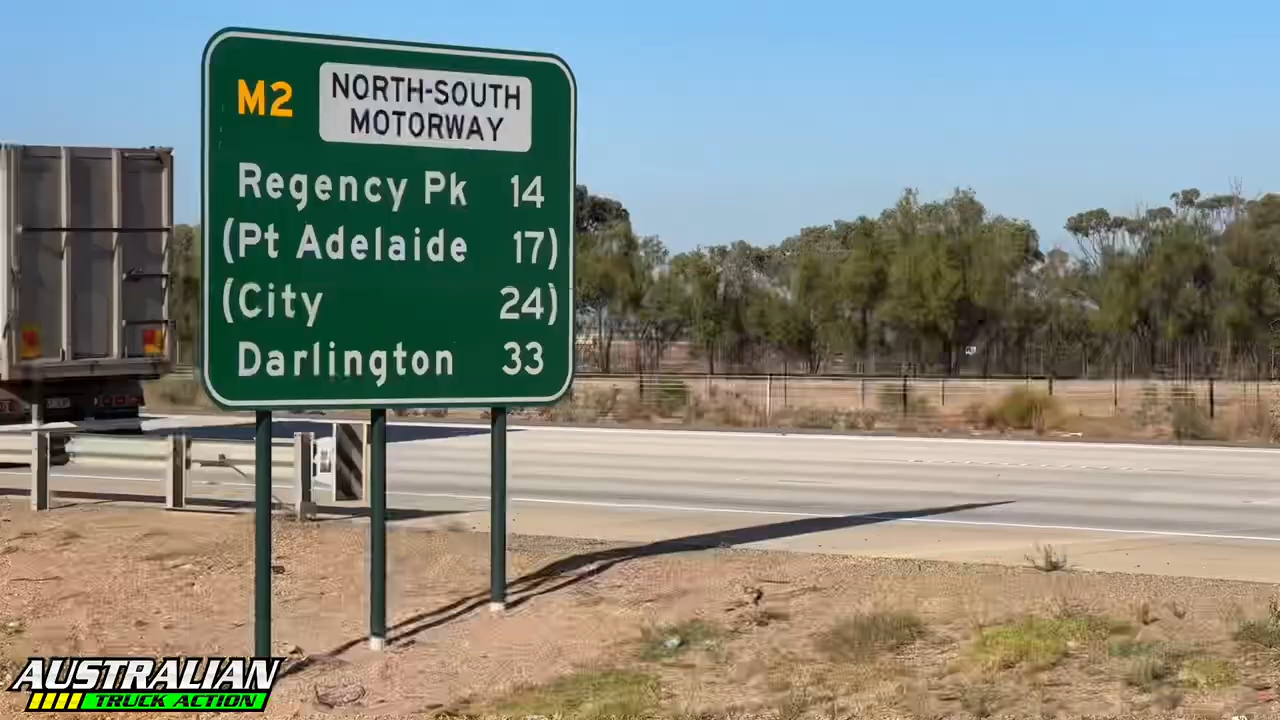 M2
NORTH-SOUTH
MOTORWAY
Regency Pk 14
(Pt Adelaide 17)
(City 24)
Darlington 33
AUSTRALIAN
TRUCK ACTION